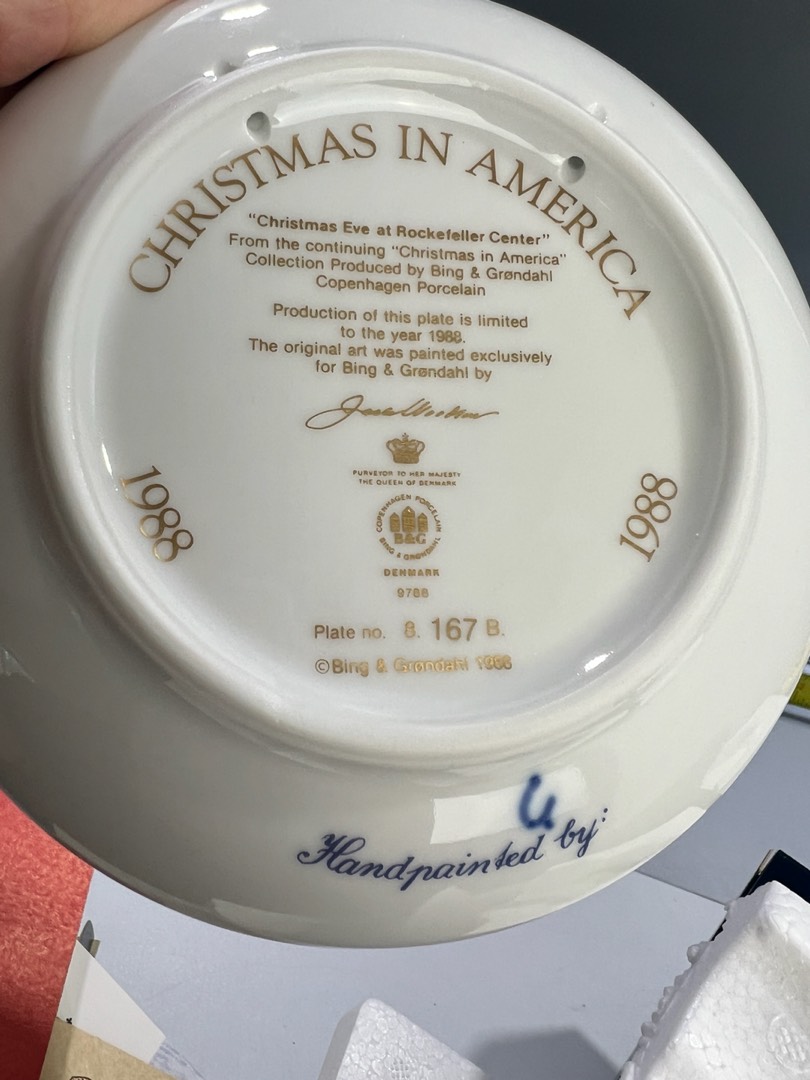 CHRISTMAS IN AMERICA
"Christmas Eve at Rockefeller Center"
From the continuing "Christmas in America"
Collection Produced by Bing & Grøndahl
Copenhagen Porcelain
Production of this plate is limited
to the year 1988.
The original art was painted exclusively
for Bing & Grøndahl by
PURVEYOR TO HER MAJESTY
THE QUEEN OF DENMARK
1988
1988
COPENHAGEN PORCELAIN
B&G
BING & GRØNDAHL
DENMARK
9788
Plate no. 8. 167 B.
©Bing & Grøndahl 1988
Handpainted by: